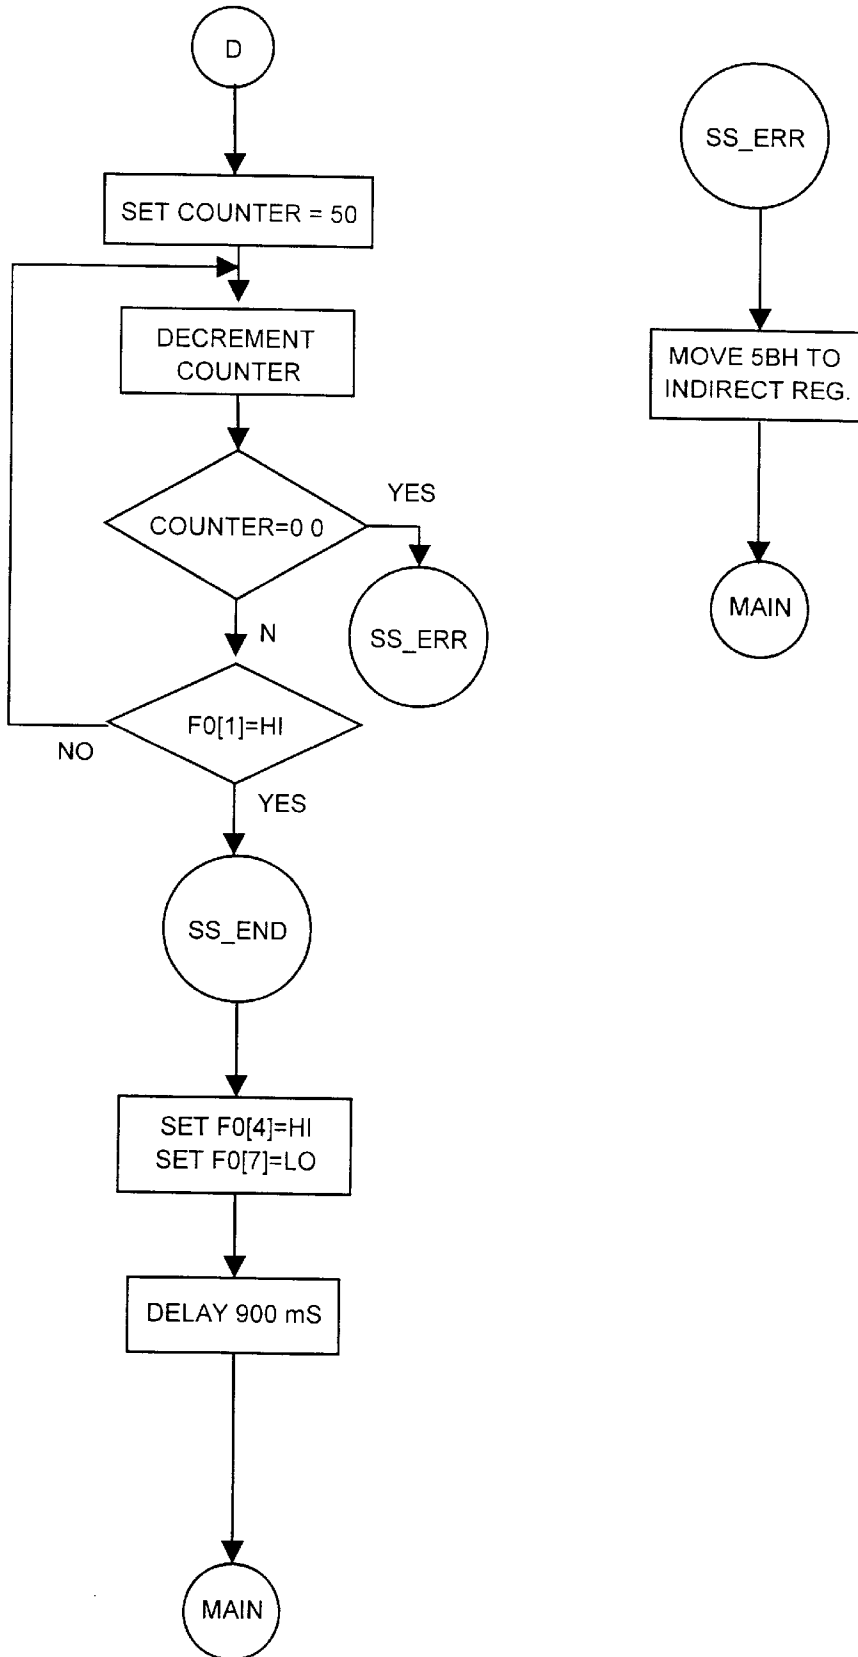 D
SET COUNTER = 50
DECREMENT
COUNTER
COUNTER=0 0
YES
SS_ERR
N
F0[1]=HI
NO
YES
SS_END
SET F0[4]=HI
SET F0[7]=LO
DELAY 900 mS
MAIN
SS_ERR
MOVE 5BH TO
INDIRECT REG.
MAIN